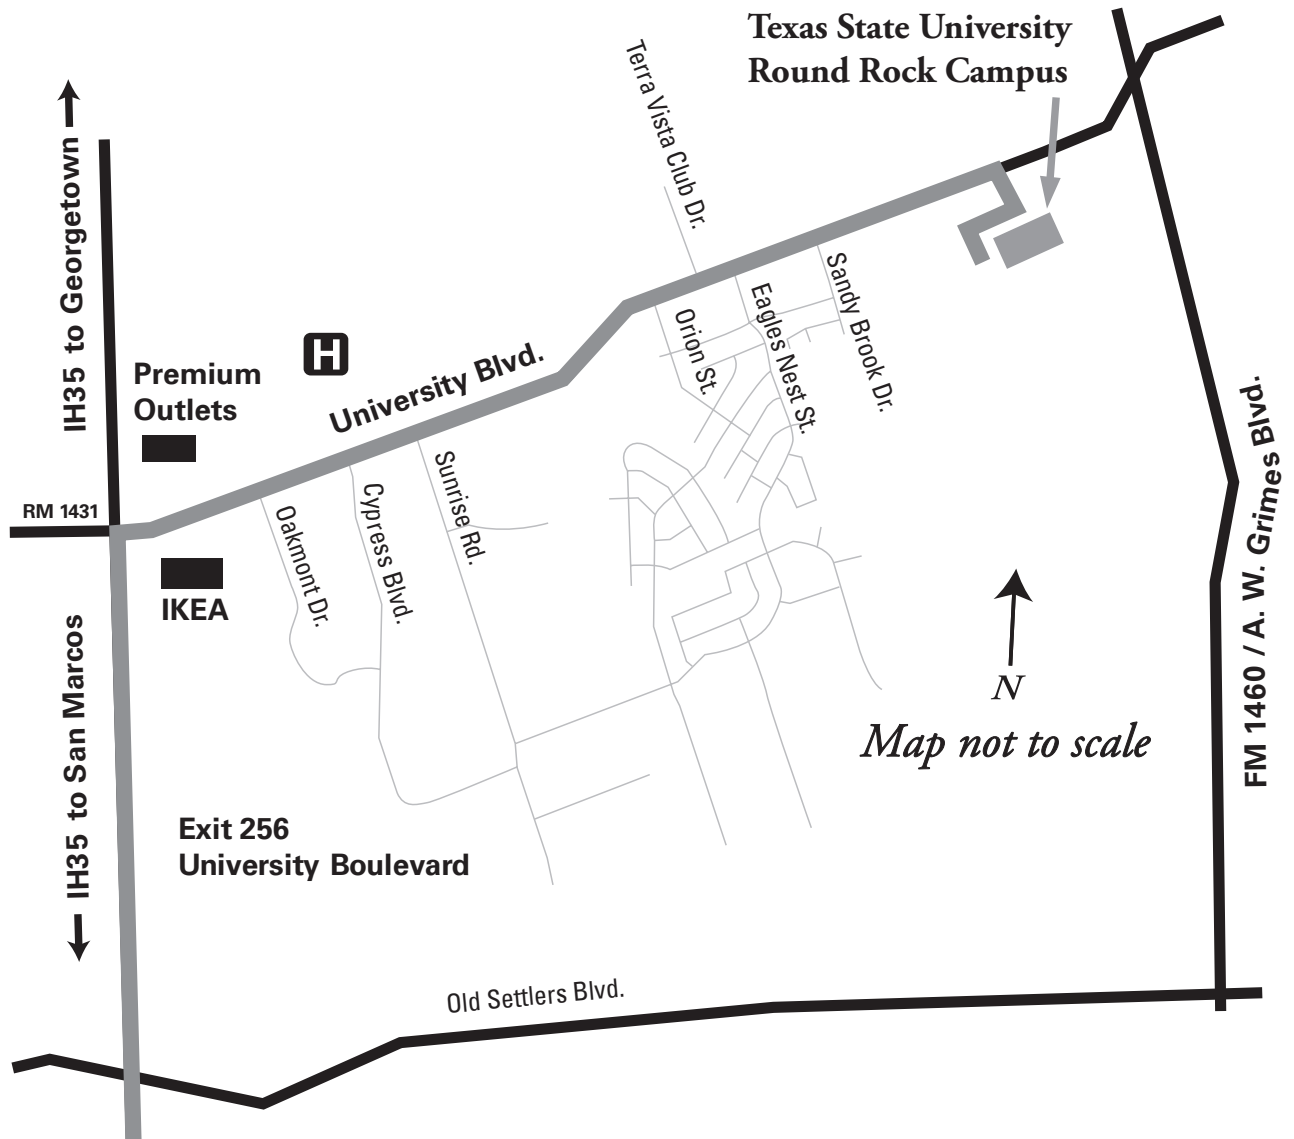 Texas State University
Round Rock Campus
Terra Vista Club Dr.
IH35 to Georgetown
Premium
Outlets
H
University Blvd.
Orion St.
Eagles Nest St.
Sandy Brook Dr.
RM 1431
IKEA
Oakmont Dr.
Cypress Blvd.
Sunrise Rd.
FM 1460 / A. W. Grimes Blvd.
N
Map not to scale
IH35 to San Marcos
Exit 256
University Boulevard
Old Settlers Blvd.